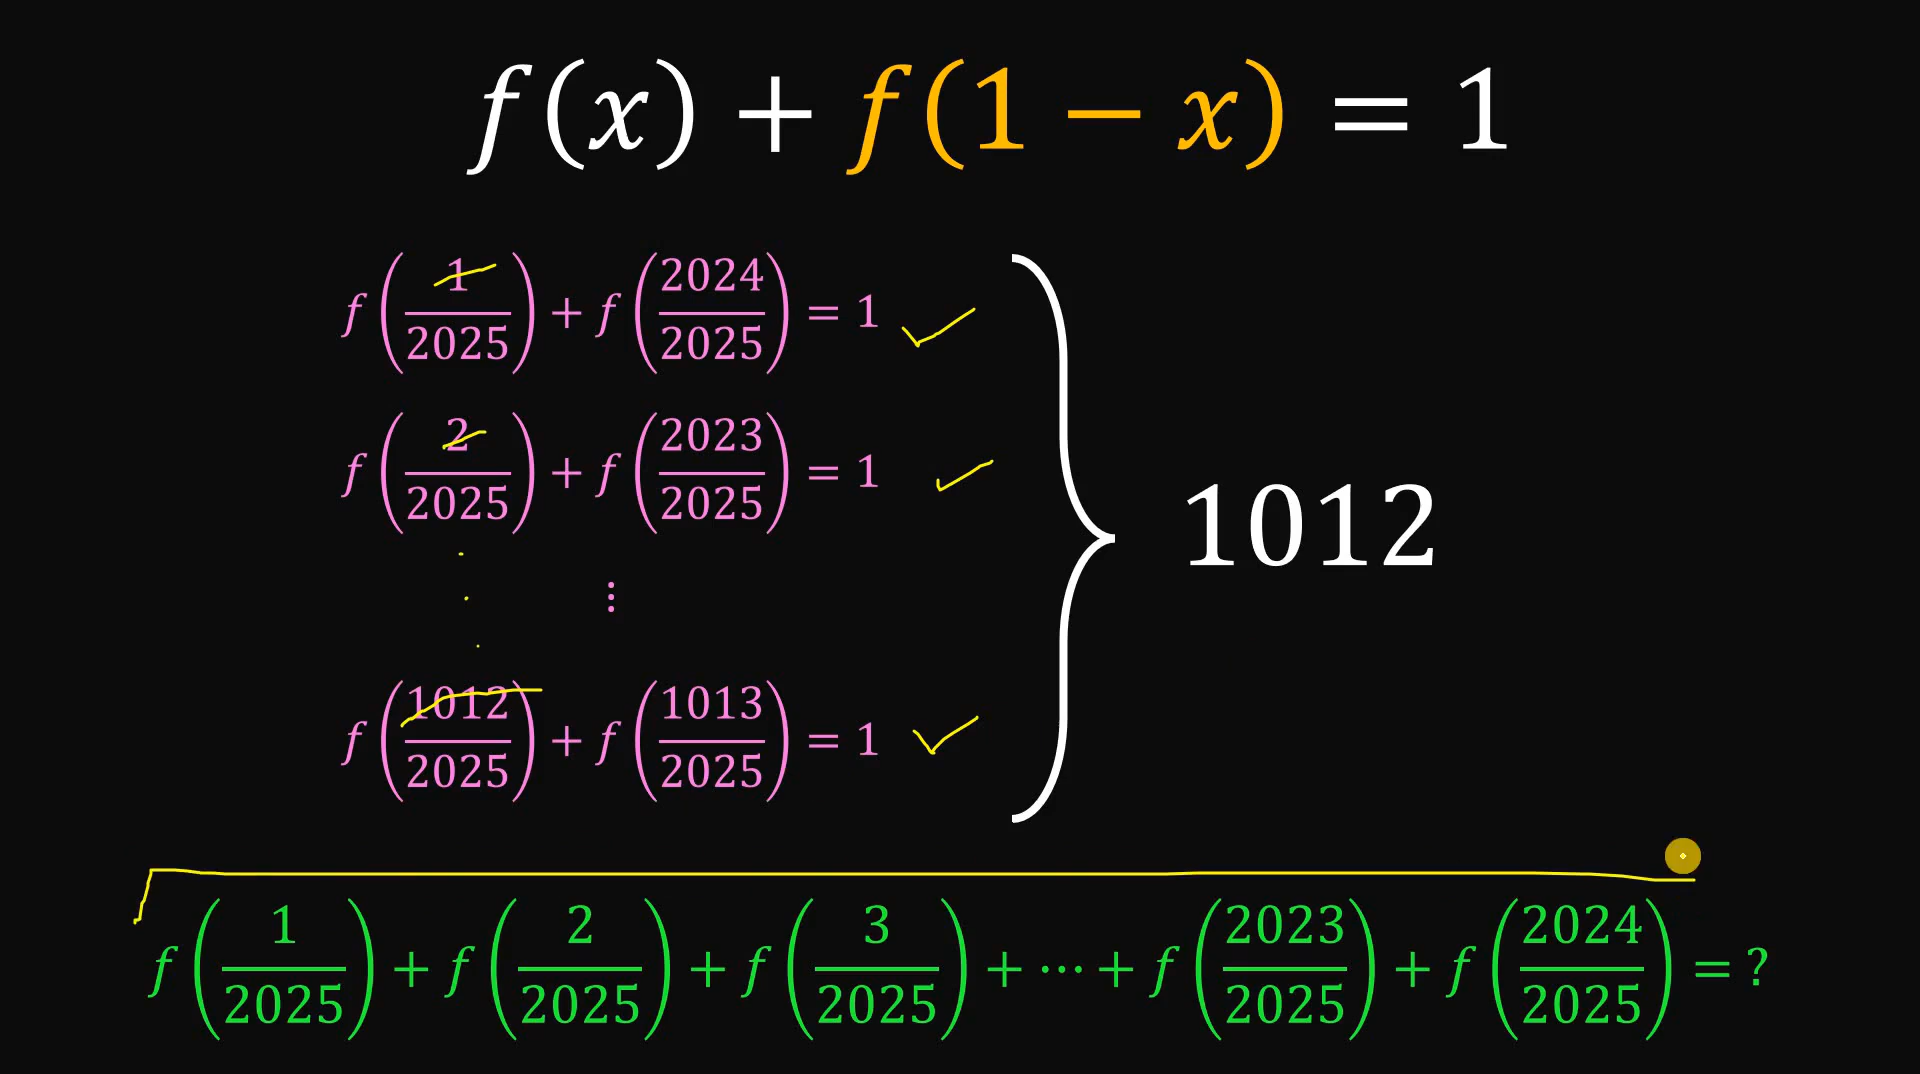 f(x) + f(1 − x) = 1
f(1/2025) + f(2024/2025) = 1
f(2/2025) + f(2023/2025) = 1
⋮
f(1012/2025) + f(1013/2025) = 1
1012
f(1/2025) + f(2/2025) + f(3/2025) + ⋯ + f(2023/2025) + f(2024/2025) = ?